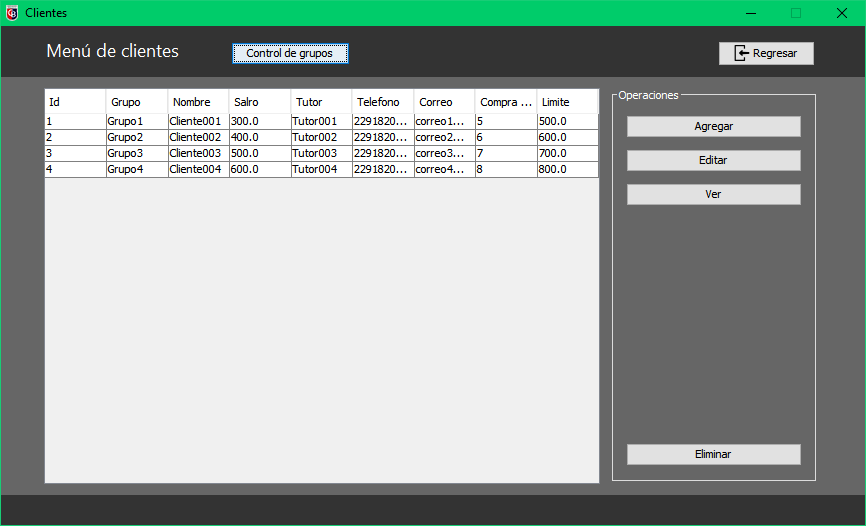 Clientes
Menú de clientes Control de grupos Regresar
Id Grupo Nombre Salro Tutor Telefono Correo Compra ... Limite
1 Grupo1 Cliente001 300.0 Tutor001 2291820... correo1... 5 500.0
2 Grupo2 Cliente002 400.0 Tutor002 2291820... correo2... 6 600.0
3 Grupo3 Cliente003 500.0 Tutor003 2291820... correo3... 7 700.0
4 Grupo4 Cliente004 600.0 Tutor004 2291820... correo4... 8 800.0
Operaciones
Agregar
Editar
Ver
Eliminar